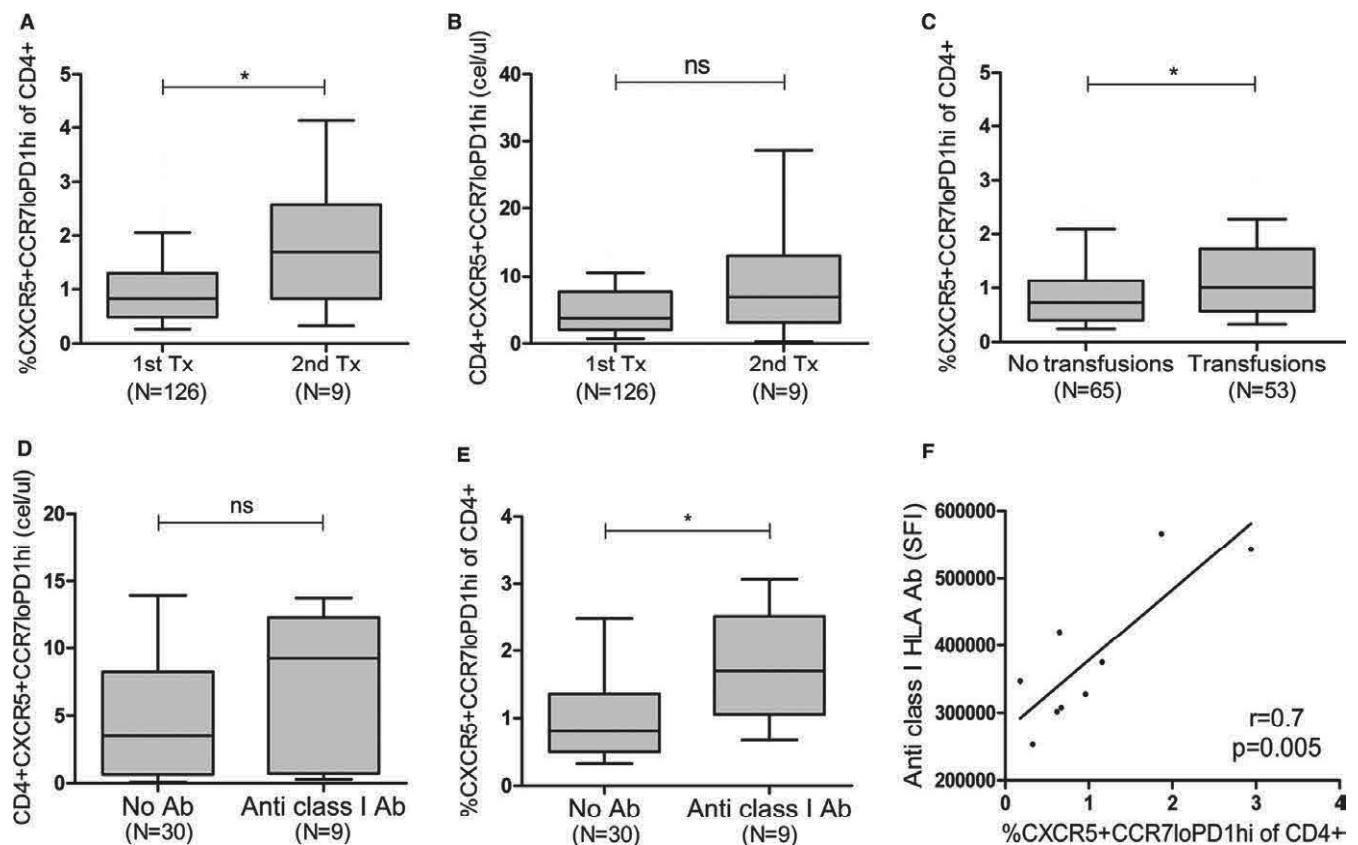 A
%CXCR5+CCR7loPD1hi of CD4+
5
4
3
2
1
0
*
1st Tx
2nd Tx
(N=126)
(N=9)
B
CD4+CXCR5+CCR7loPD1hi (cel/ul)
40
30
20
10
0
ns
1st Tx
2nd Tx
(N=126)
(N=9)
C
%CXCR5+CCR7loPD1hi of CD4+
5
4
3
2
1
0
*
No transfusions
Transfusions
(N=65)
(N=53)
D
CD4+CXCR5+CCR7loPD1hi (cel/ul)
20
15
10
5
0
ns
No Ab
Anti class I Ab
(N=30)
(N=9)
E
%CXCR5+CCR7loPD1hi of CD4+
4
3
2
1
0
*
No Ab
Anti class I Ab
(N=30)
(N=9)
F
Anti class I HLA Ab (SFI)
600000
500000
400000
300000
200000
r=0.7
p=0.005
0
1
2
3
4
%CXCR5+CCR7loPD1hi of CD4+